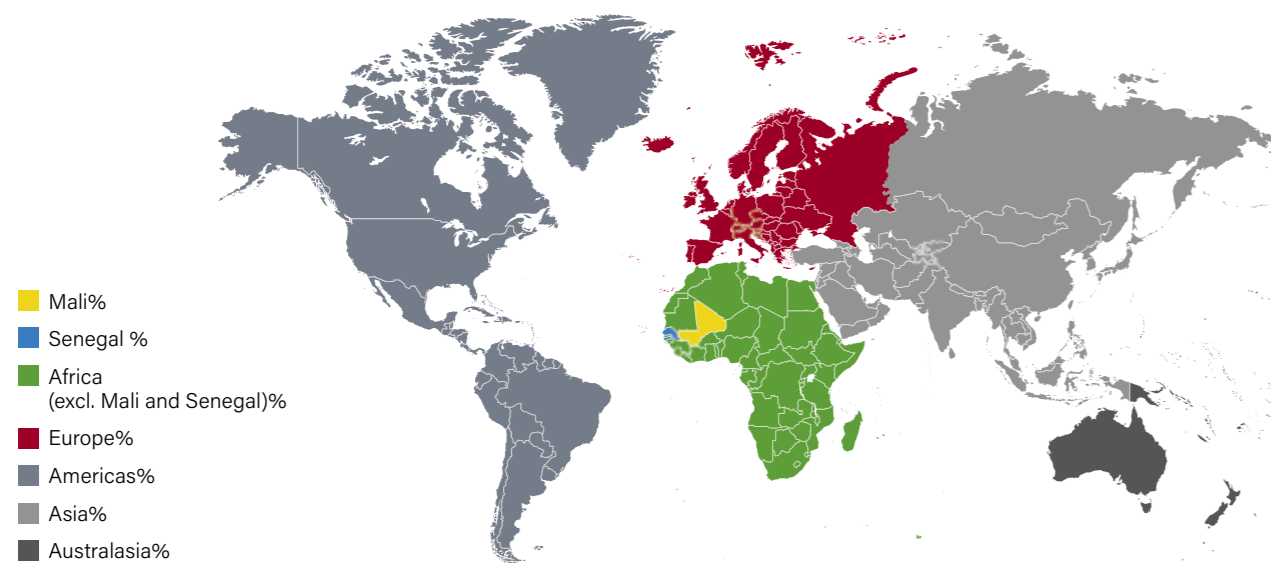 Mali%
Senegal %
Africa
(excl. Mali and Senegal)%
Europe%
Americas%
Asia%
Australasia%